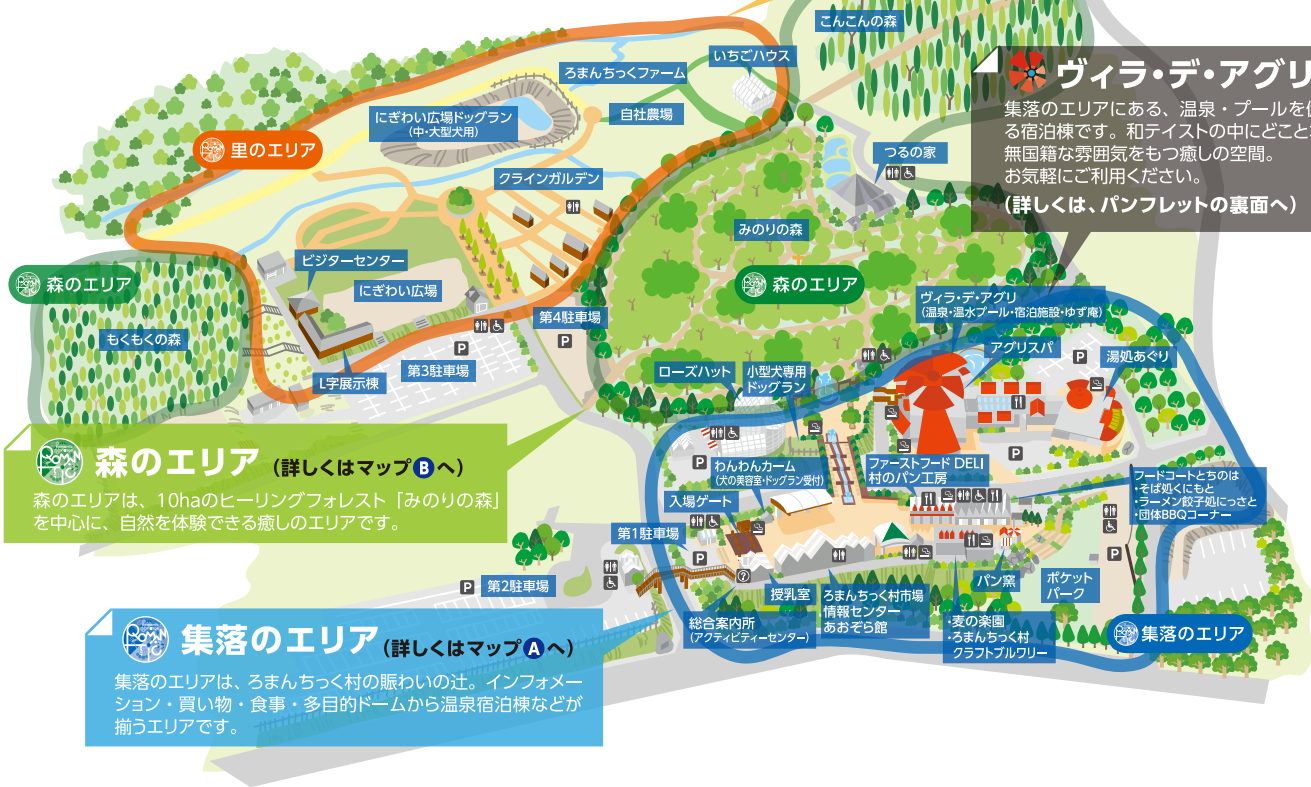 こんこんの森
いちごハウス
ろまんちっくファーム
ヴィラ・デ・アグリ
集落のエリアにある、温泉・プールを
る宿泊棟です。和テイストの中にどこと
無国籍な雰囲気をもつ癒しの空間。
お気軽にご利用ください。
(詳しくは、パンフレットの裏面へ)
にぎわい広場ドッグラン
(中・大型犬用)
自社農場
里のエリア
つるの家
クラインガルデン
みのりの森
ビジターセンター
にぎわい広場
森のエリア
森のエリア
もくもくの森
第4駐車場
P
ヴィラ・デ・アグリ
(温泉・温水プール・宿泊施設・ゆず庵)
アグリスパ
湯処あぐり
P
P
第3駐車場
L字展示棟
ローズハット
小型犬専用
ドッグラン
森のエリア(詳しくはマップBへ)
森のエリアは、10haのヒーリングフォレスト「みのりの森」
を中心に、自然を体験できる癒しのエリアです。
P
わんわんカーム
(犬の美容室・ドッグラン受付)
ファーストフード DELI
村のパン工房
P
フードコートとちのは
・そば処くにもと
・ラーメン餃子処にっさと
・団体BBQコーナー
入場ゲート
第1駐車場
P
P
P
第2駐車場
?
授乳室
ろまんちっく村市場
情報センター
あおぞら館
パン窯
ポケット
パーク
総合案内所
(アクティビティーセンター)
・麦の楽園
・ろまんちっく村
クラフトブルワリー
集落のエリア
集落のエリア(詳しくはマップAへ)
集落のエリアは、ろまんちっく村の賑わいの辻。インフォメー
ション・買い物・食事・多目的ドームから温泉宿泊棟などが
揃うエリアです。